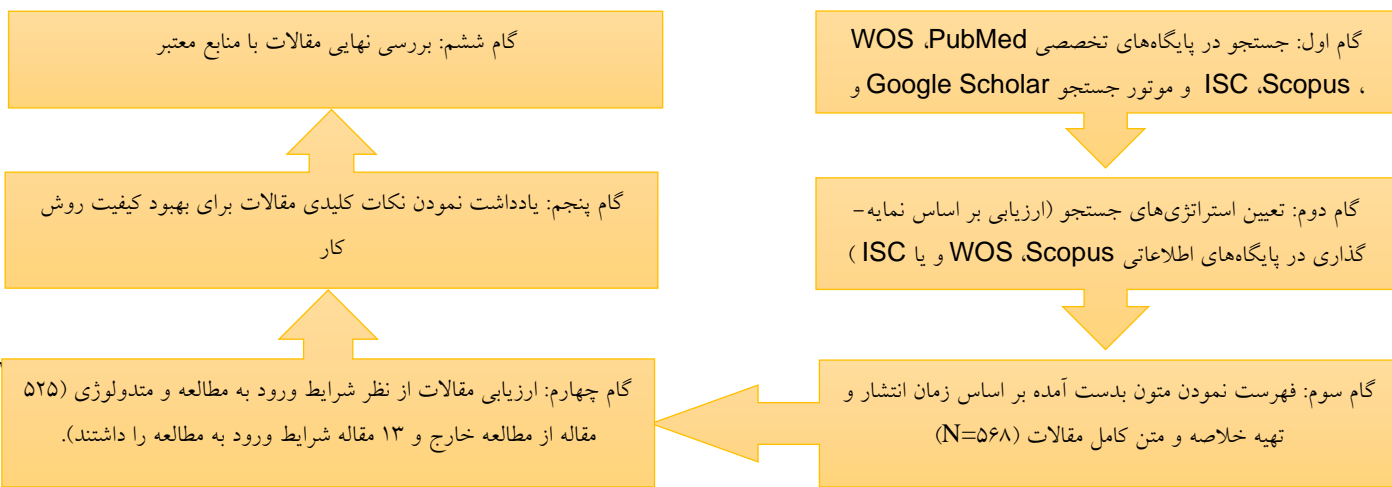 گام اول: جستجو در پایگاه‌های تخصصی PubMed، WOS
، Scopus، ISC و موتور جستجو Google Scholar و
گام دوم: تعیین استراتژی‌های جستجو (ارزیابی بر اساس نمایه-
گذاری در پایگاه‌های اطلاعاتی Scopus، WOS و یا ISC )
گام سوم: فهرست نمودن متون بدست آمده بر اساس زمان انتشار و
تهیه خلاصه و متن کامل مقالات (N=۵۶۸)
گام چهارم: ارزیابی مقالات از نظر شرایط ورود به مطالعه و متدولوژی (۵۲۵
مقاله از مطالعه خارج و ۱۳ مقاله شرایط ورود به مطالعه را داشتند).
گام پنجم: یادداشت نمودن نکات کلیدی مقالات برای بهبود کیفیت روش
کار
گام ششم: بررسی نهایی مقالات با منابع معتبر